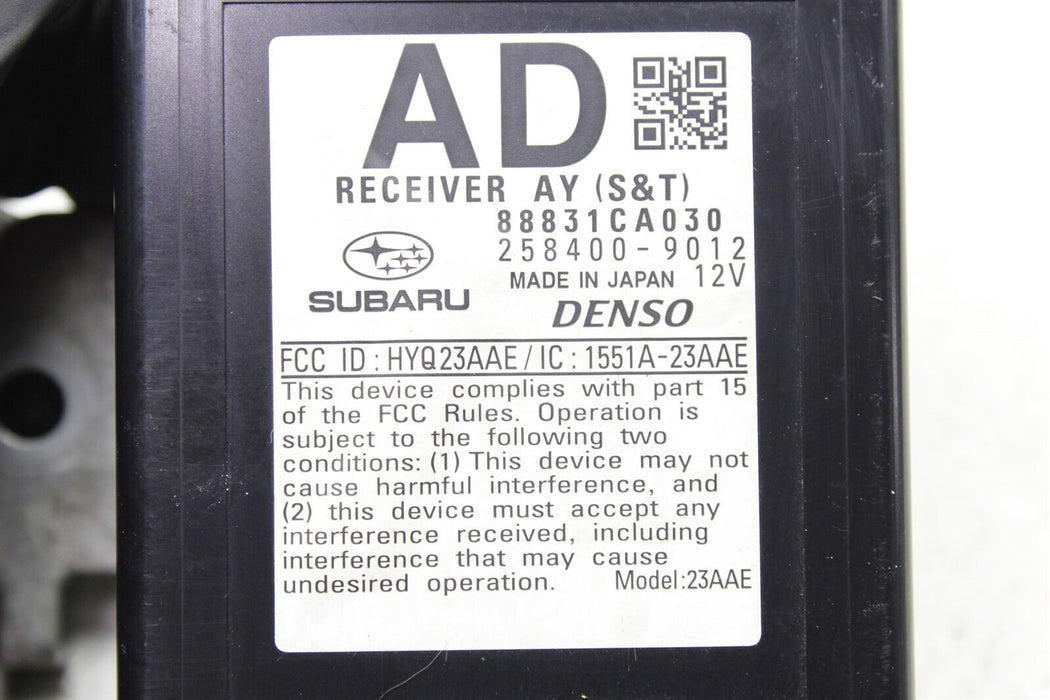 AD
RECEIVER AY (S&T)
88831CA030
258400-9012
MADE IN JAPAN 12V
SUBARU
DENSO
FCC ID : HYQ23AAE / IC : 1551A-23AAE
This device complies with part 15
of the FCC Rules. Operation is
subject to the following two
conditions: (1) This device may not
cause harmful interference, and
(2) this device must accept any
interference received, including
interference that may cause
undesired operation. Model:23AAE